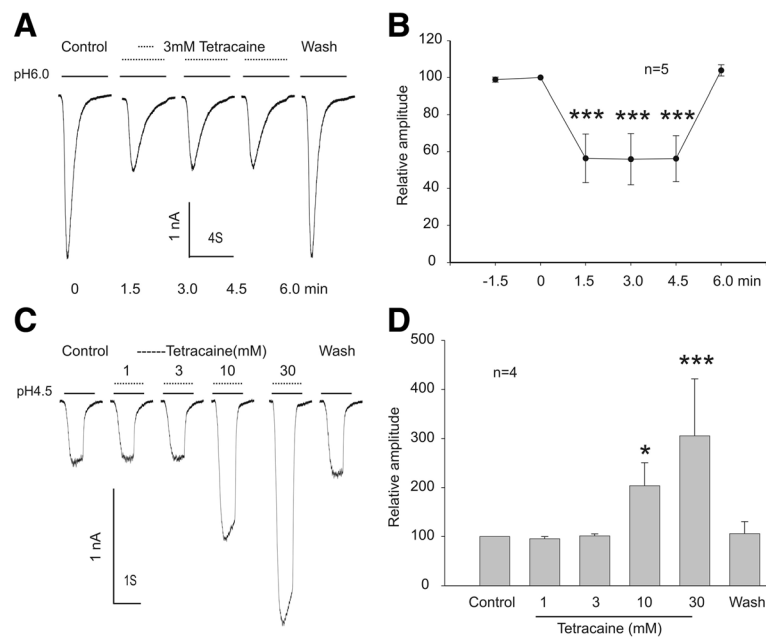 A
Control
3mM Tetracaine
Wash
pH6.0
1 nA
4S
0 1.5 3.0 4.5 6.0 min
B
120
100
80
60
40
20
0
Relative amplitude
n=5
*** *** ***
-1.5 0 1.5 3.0 4.5 6.0 min
C
Control
Tetracaine(mM)
Wash
1 3 10 30
pH4.5
1 nA
1S
D
500
400
300
200
100
0
Relative amplitude
n=4
*
***
Control 1 3 10 30 Wash
Tetracaine (mM)